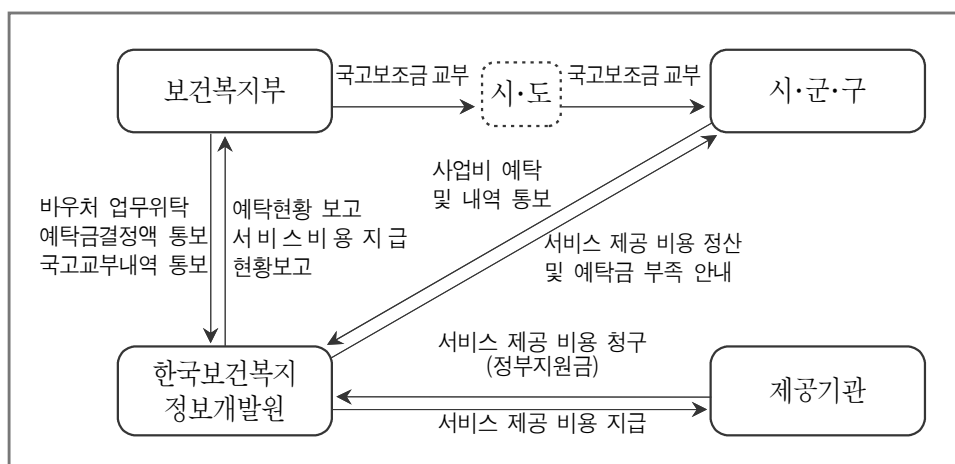 보건복지부
국고보조금 교부
시·도
국고보조금 교부
시·군·구
사업비 예탁
및 내역 통보
바우처 업무위탁
예탁금결정액 통보
국고교부내역 통보
예탁현황 보고
서비스비용 지급
현황보고
서비스 제공 비용 정산
및 예탁금 부족 안내
한국보건복지
정보개발원
서비스 제공 비용 청구
(정부지원금)
서비스 제공 비용 지급
제공기관